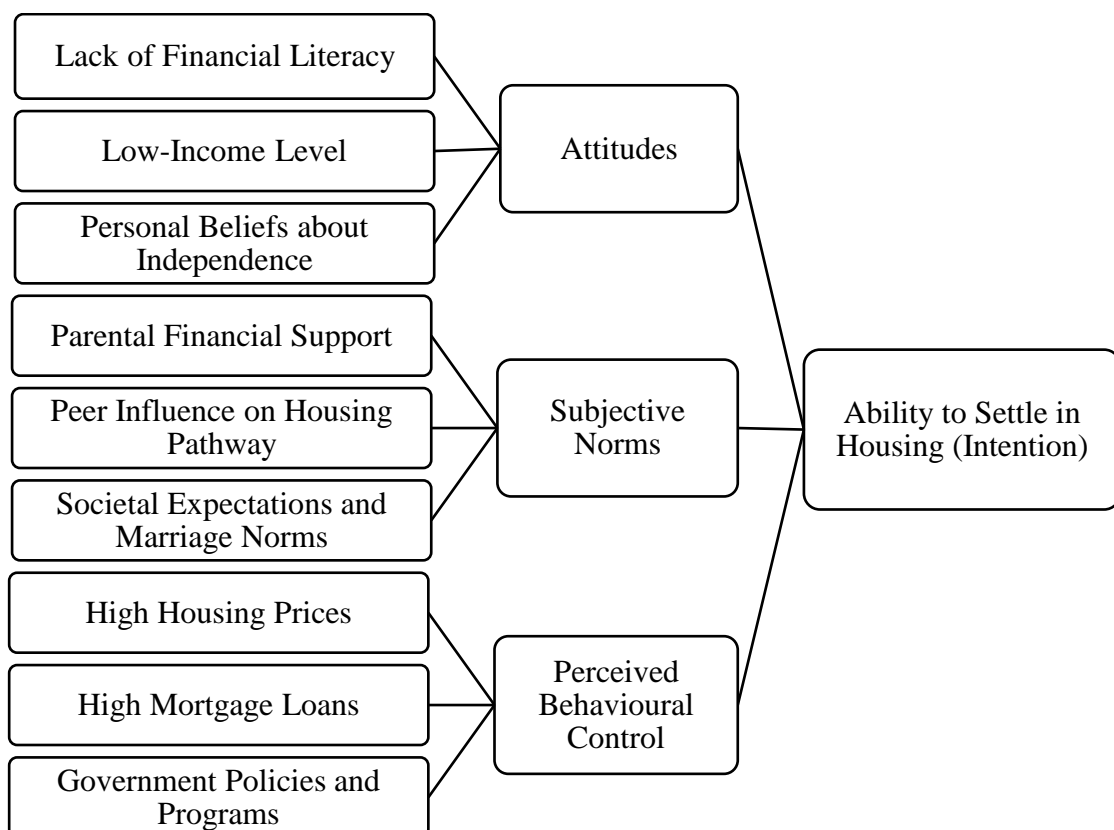 Lack of Financial Literacy
Low-Income Level
Personal Beliefs about
Independence
Parental Financial Support
Peer Influence on Housing
Pathway
Societal Expectations and
Marriage Norms
High Housing Prices
High Mortgage Loans
Government Policies and
Programs
Attitudes
Subjective
Norms
Perceived
Behavioural
Control
Ability to Settle in
Housing (Intention)